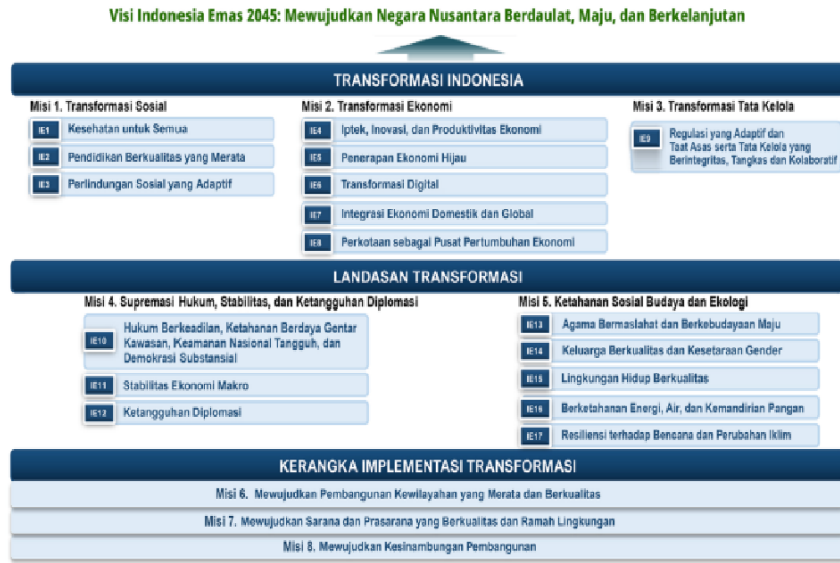 Visi Indonesia Emas 2045: Mewujudkan Negara Nusantara Berdaulat, Maju, dan Berkelanjutan
TRANSFORMASI INDONESIA
Misi 1. Transformasi Sosial
IE1 Kesehatan untuk Semua
IE2 Pendidikan Berkualitas yang Merata
IE3 Perlindungan Sosial yang Adaptif
Misi 2. Transformasi Ekonomi
IE4 Iptek, Inovasi, dan Produktivitas Ekonomi
IE5 Penerapan Ekonomi Hijau
IE6 Transformasi Digital
IE7 Integrasi Ekonomi Domestik dan Global
IE8 Perkotaan sebagai Pusat Pertumbuhan Ekonomi
Misi 3. Transformasi Tata Kelola
IE9 Regulasi yang Adaptif dan
Taat Asas serta Tata Kelola yang
Berintegritas, Tangkas dan Kolaboratif
LANDASAN TRANSFORMASI
Misi 4. Supremasi Hukum, Stabilitas, dan Ketangguhan Diplomasi
IE10 Hukum Berkeadilan, Ketahanan Berdaya Gentar
Kawasan, Keamanan Nasional Tangguh, dan
Demokrasi Substansial
IE11 Stabilitas Ekonomi Makro
IE12 Ketangguhan Diplomasi
Misi 5. Ketahanan Sosial Budaya dan Ekologi
IE13 Agama Bermaslahat dan Berkebudayaan Maju
IE14 Keluarga Berkualitas dan Kesetaraan Gender
IE15 Lingkungan Hidup Berkualitas
IE16 Berketahanan Energi, Air, dan Kemandirian Pangan
IE17 Resiliensi terhadap Bencana dan Perubahan Iklim
KERANGKA IMPLEMENTASI TRANSFORMASI
Misi 6. Mewujudkan Pembangunan Kewilayahan yang Merata dan Berkualitas
Misi 7. Mewujudkan Sarana dan Prasarana yang Berkualitas dan Ramah Lingkungan
Misi 8. Mewujudkan Kesinambungan Pembangunan